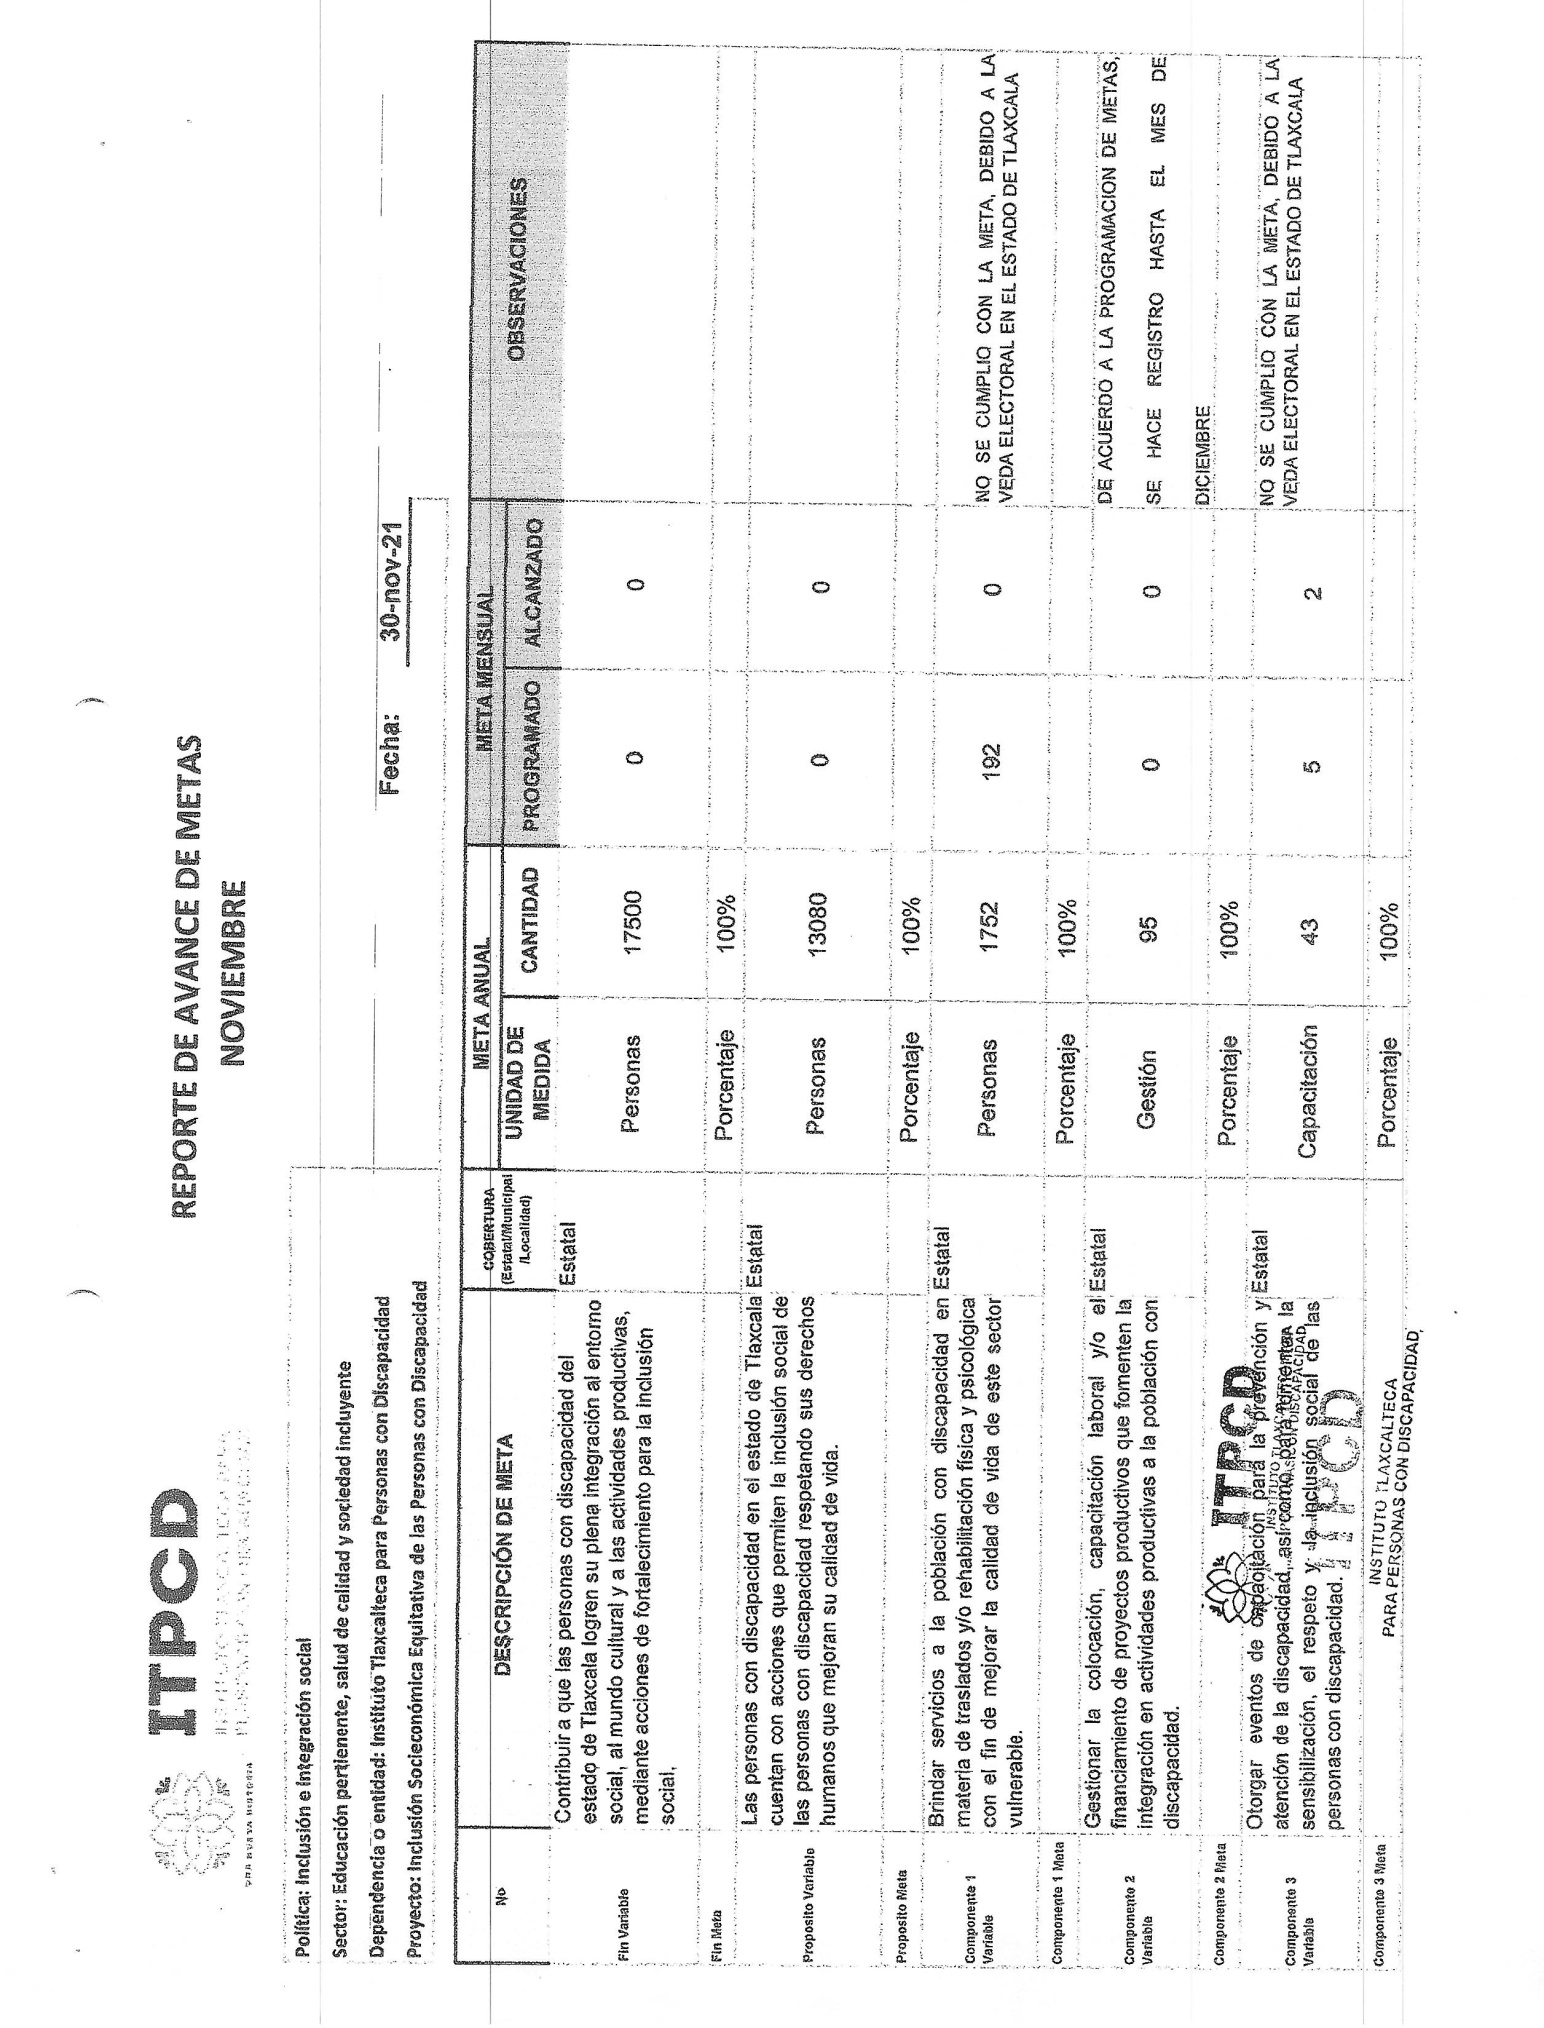 ITPCD
REPORTE DE AVANCE DE METAS
NOVIEMBRE
Política: Inclusión e Integración social
Sector: Educación pertienente, salud de calidad y sociedad incluyente
Dependencia o entidad: Instituto Tlaxcalteca para Personas con Discapacidad
Proyecto: Inclusión Socieconómica Equitativa de las Personas con Discapacidad
Fecha: 30-nov-21
No
DESCRIPCIÓN DE META
COBERTURA
(Estatal/Municipal
/Localidad)
META ANUAL
META MENSUAL
OBSERVACIONES
UNIDAD DE
MEDIDA
CANTIDAD
PROGRAMADO
ALCANZADO
Fin Variable
Contribuir a que las personas con discapacidad del
estado de Tlaxcala logren su plena integración al entorno
social, al mundo cultural y a las actividades productivas,
mediante acciones de fortalecimiento para la inclusión
social,
Estatal
Personas
17500
0
0
Fin Meta
Porcentaje
100%
Proposito Variable
Las personas con discapacidad en el estado de Tlaxcala
cuentan con acciones que permiten la inclusión social de
las personas con discapacidad respetando sus derechos
humanos que mejoran su calidad de vida.
Estatal
Personas
13080
0
0
Proposito Meta
Porcentaje
100%
Componente 1
Variable
Brindar servicios a la población con discapacidad en
materia de traslados y/o rehabilitación física y psicológica
con el fin de mejorar la calidad de vida de este sector
vulnerable.
Estatal
Personas
1752
192
0
NO SE CUMPLIO CON LA META, DEBIDO A LA
VEDA ELECTORAL EN EL ESTADO DE TLAXCALA
Componente 1 Meta
Porcentaje
100%
Componente 2
Variable
Gestionar la colocación, capacitación laboral y/o el
financiamiento de proyectos productivos que fomenten la
integración en actividades productivas a la población con
discapacidad.
Estatal
Gestión
95
0
0
DE ACUERDO A LA PROGRAMACION DE METAS,
SE HACE REGISTRO HASTA EL MES DE
DICIEMBRE
Componente 2 Meta
Porcentaje
100%
Componente 3
Variable
Otorgar eventos de capacitación para la prevención y
atención de la discapacidad, así como para fomentar la
sensibilización, el respeto y la inclusión social de las
personas con discapacidad.
Estatal
Capacitación
43
5
2
NO SE CUMPLIO CON LA META, DEBIDO A LA
VEDA ELECTORAL EN EL ESTADO DE TLAXCALA
Componente 3 Meta
Porcentaje
100%
ITPCD
ITPCD
INSTITUTO TLAXCALTECA
PARA PERSONAS CON DISCAPACIDAD,